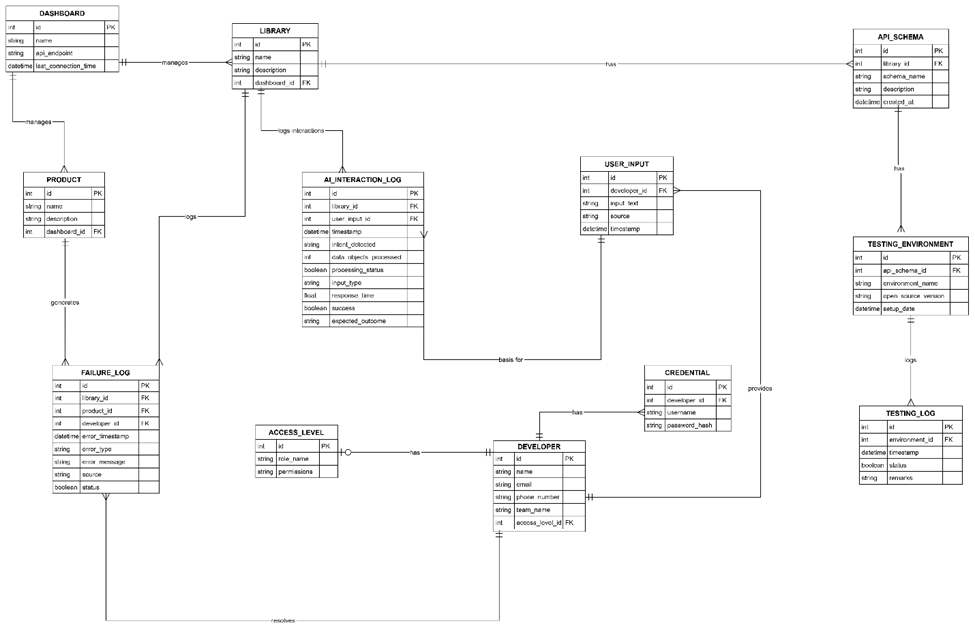 DASHBOARD
int id PK
string name
string api_endpoint
datetime last_connection_time
manages
LIBRARY
int id PK
string name
string description
int dashboard_id FK
has
API_SCHEMA
int id PK
int library_id FK
string schema_name
string description
datetime created_at
manages
logs interactions
has
PRODUCT
int id PK
string name
string description
int dashboard_id FK
logs
AI_INTERACTION_LOG
int id PK
int library_id FK
int user_input_id FK
datetime timestamp
string intent_detected
int data_objects_processed
boolean processing_status
string input_type
float response_time
boolean success
string expected_outcome
USER_INPUT
int id PK
int developer_id FK
string input_text
string source
datetime timestamp
TESTING_ENVIRONMENT
int id PK
int api_schema_id FK
string environment_name
string open_source_version
datetime setup_date
generates
basis for
logs
provides
FAILURE_LOG
int id PK
int library_id FK
int product_id FK
int developer_id FK
datetime error_timestamp
string error_type
string error_message
string source
boolean status
CREDENTIAL
int id PK
int developer_id FK
string username
string password_hash
has
TESTING_LOG
int id PK
int environment_id FK
datetime timestamp
boolean status
string remarks
ACCESS_LEVEL
int id PK
string role_name
string permissions
has
DEVELOPER
int id PK
string name
string email
string phone_number
string team_name
int access_level_id FK
resolves